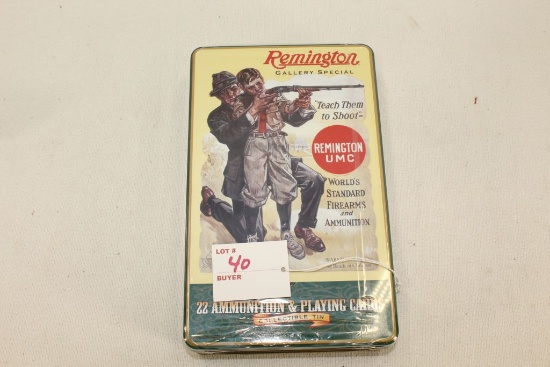 Remington
GALLERY SPECIAL
"Teach Them
to Shoot"-
REMINGTON
UMC
WORLD'S
STANDARD
FIREARMS
and
AMMUNITION
LOT #
40
BUYER
22 AMMUNITION & PLAYING CARDS
COLLECTIBLE TIN